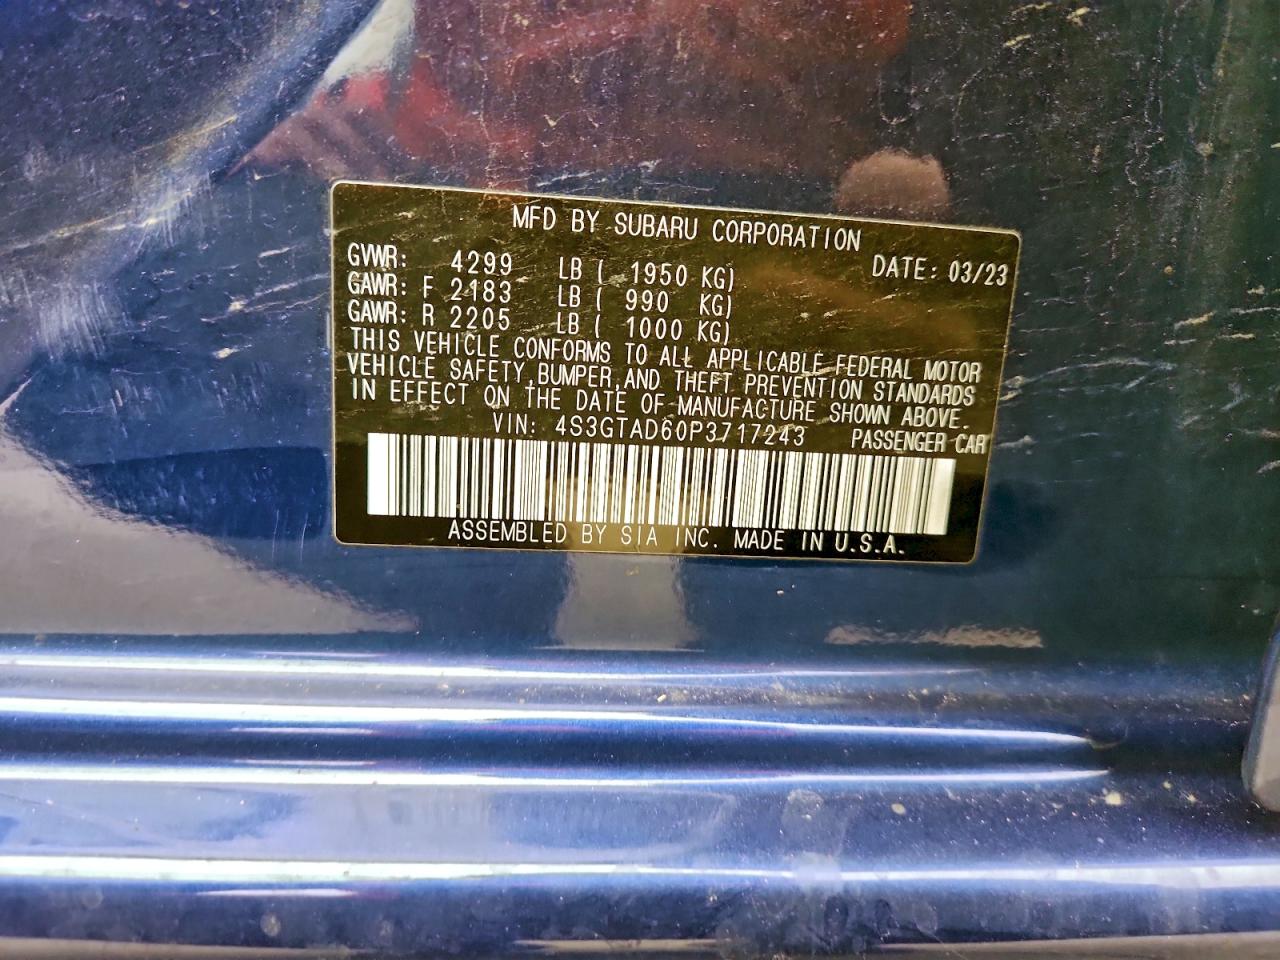 MFD BY SUBARU CORPORATION
GVWR: 4299 LB ( 1950 KG) DATE: 03/23
GAWR: F 2183 LB ( 990 KG)
GAWR: R 2205 LB ( 1000 KG)
THIS VEHICLE CONFORMS TO ALL APPLICABLE FEDERAL MOTOR
VEHICLE SAFETY,BUMPER,AND THEFT PREVENTION STANDARDS
IN EFFECT ON THE DATE OF MANUFACTURE SHOWN ABOVE.
VIN: 4S3GTAD60P3717243 PASSENGER CAR
ASSEMBLED BY SIA INC. MADE IN U.S.A.